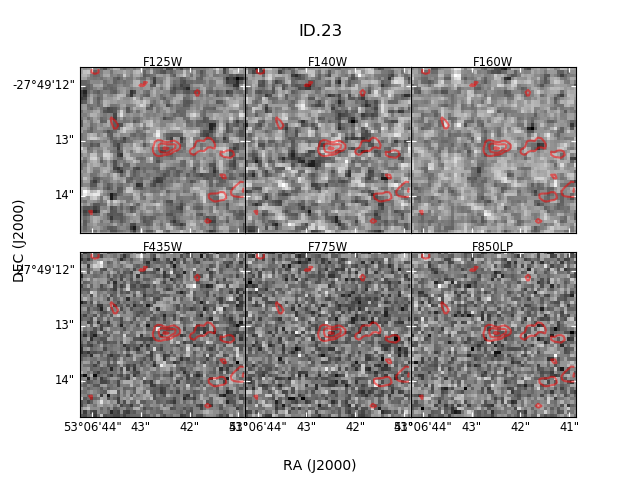 ID.23
F125W F140W F160W
-27°49'12"
13"
14"
F435W F775W F850LP
27°49'12"
13"
14"
DEC (J2000)
53°06'44" 43" 42" 53°06'44" 43" 42" 53°06'44" 43" 42" 41"
RA (J2000)